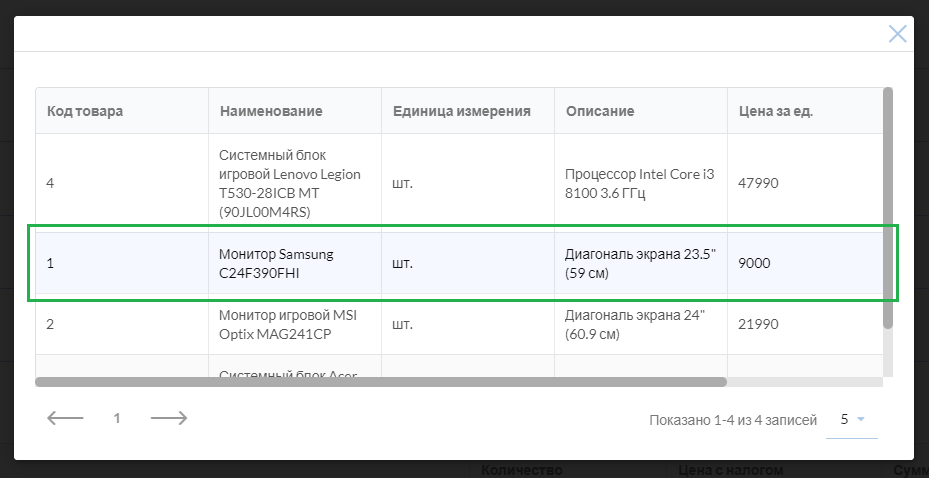 Код товара
Наименование
Единица измерения
Описание
Цена за ед.
4
Системный блок
игровой Lenovo Legion
T530-28ICB MT
(90JL00M4RS)
шт.
Процессор Intel Core i3
8100 3.6 ГГц
47990
1
Монитор Samsung
C24F390FHI
шт.
Диагональ экрана 23.5"
(59 см)
9000
2
Монитор игровой MSI
Optix MAG241CP
шт.
Диагональ экрана 24"
(60.9 см)
21990
Системный блок Acer
1
Показано 1-4 из 4 записей
5
Количество
Цена с налогом
Сумм